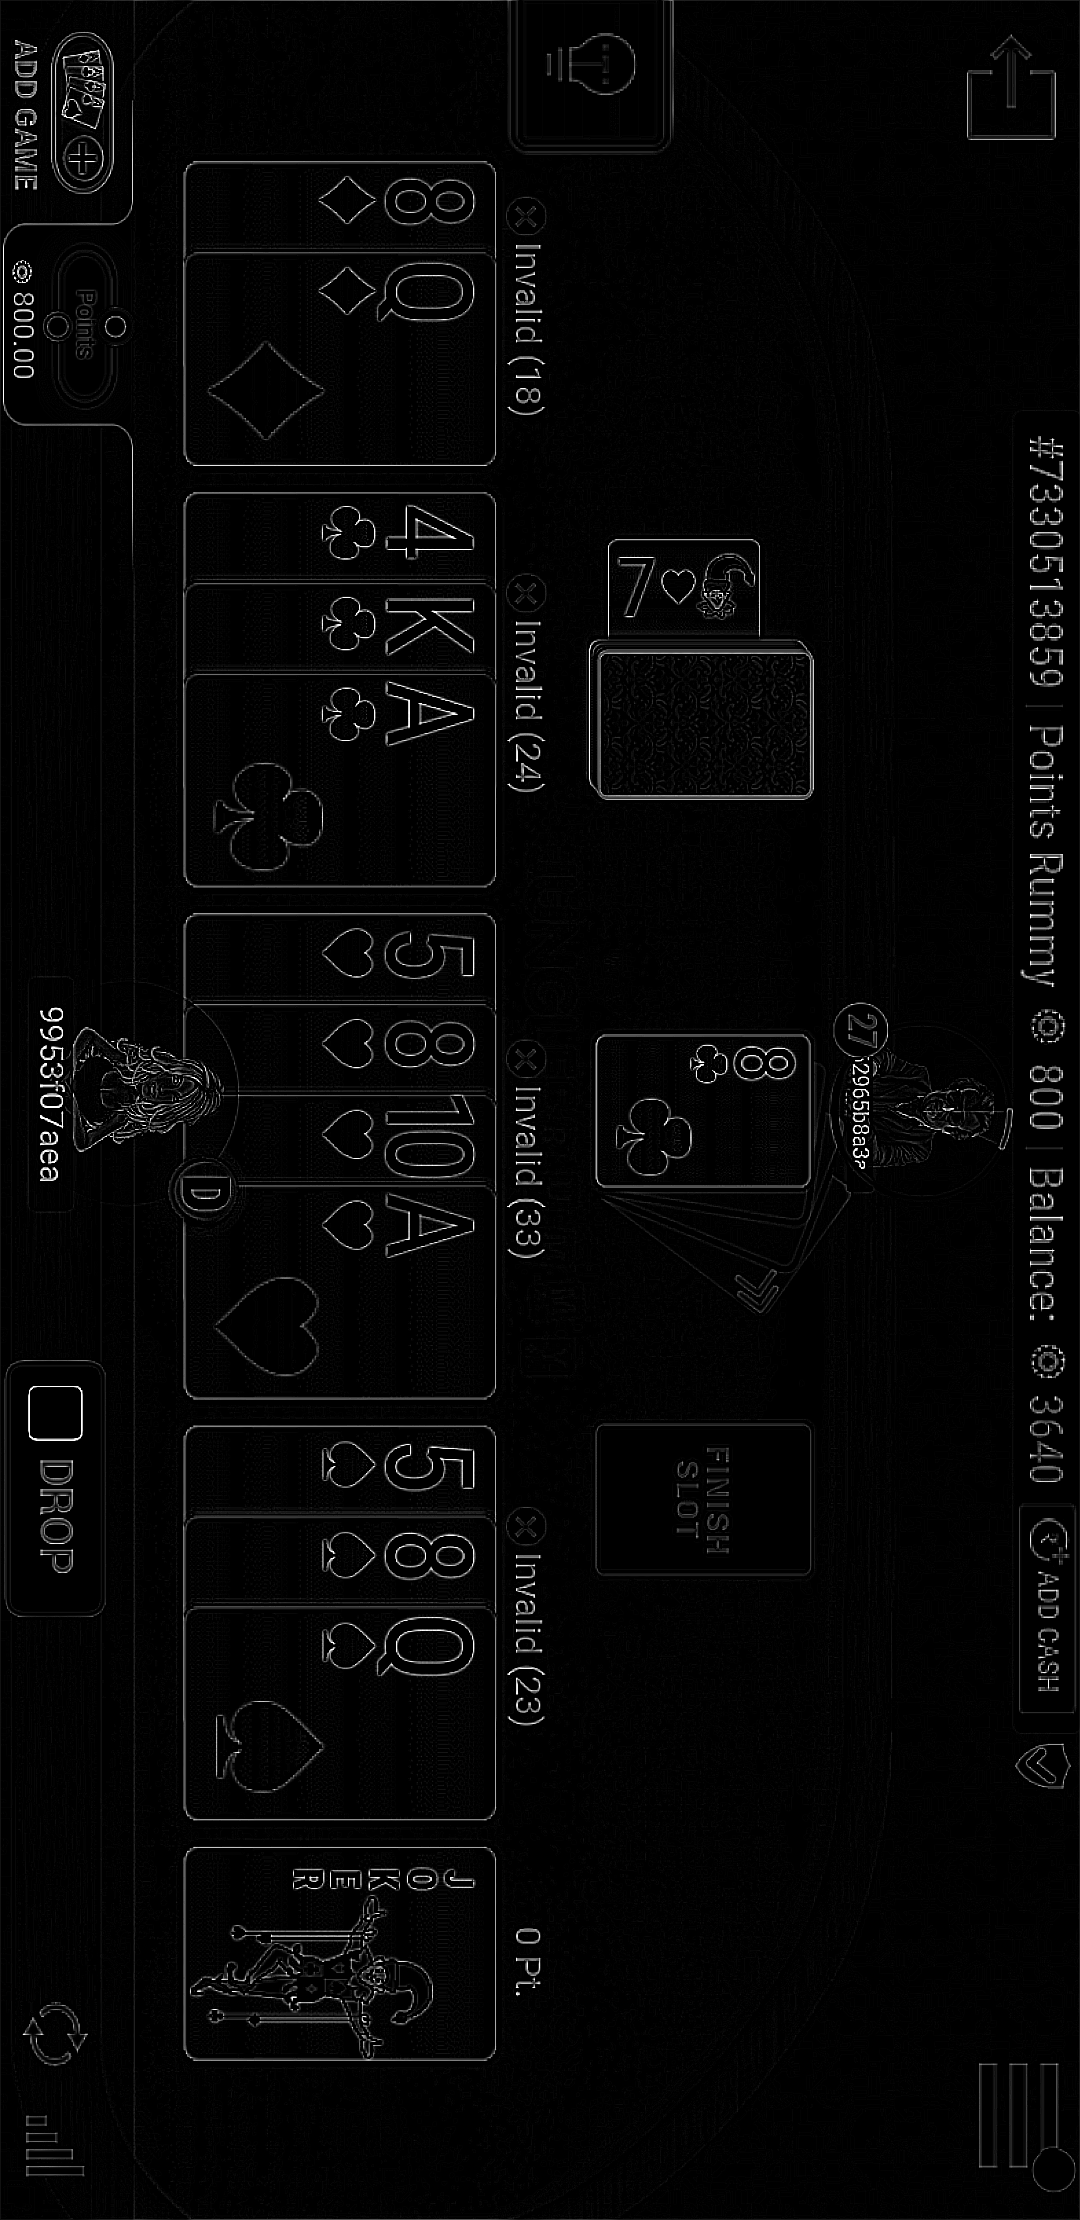 #7330513859 | Points Rummy 800 | Balance: 3640
ADD CASH
27
2965b8a3
7
8
FINISH
SLOT
Invalid (18)
Invalid (24)
Invalid (33)
Invalid (23)
0 Pt.
8
Q
4
K
A
5
8
10
A
5
8
Q
JOKER
D
9953f07aea
DROP
Points
800.00
ADD GAME